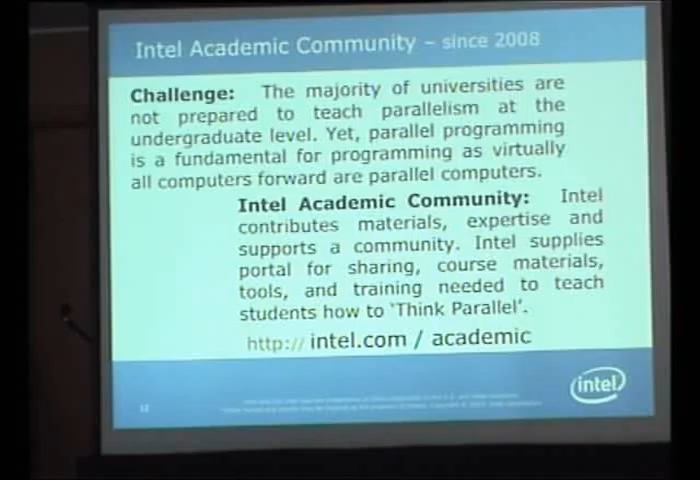 Intel Academic Community – since 2008
Challenge: The majority of universities are
not prepared to teach parallelism at the
undergraduate level. Yet, parallel programming
is a fundamental for programming as virtually
all computers forward are parallel computers.
Intel Academic Community: Intel
contributes materials, expertise and
supports a community. Intel supplies
portal for sharing, course materials,
tools, and training needed to teach
students how to ‘Think Parallel’.
http:// intel.com / academic
intel
12